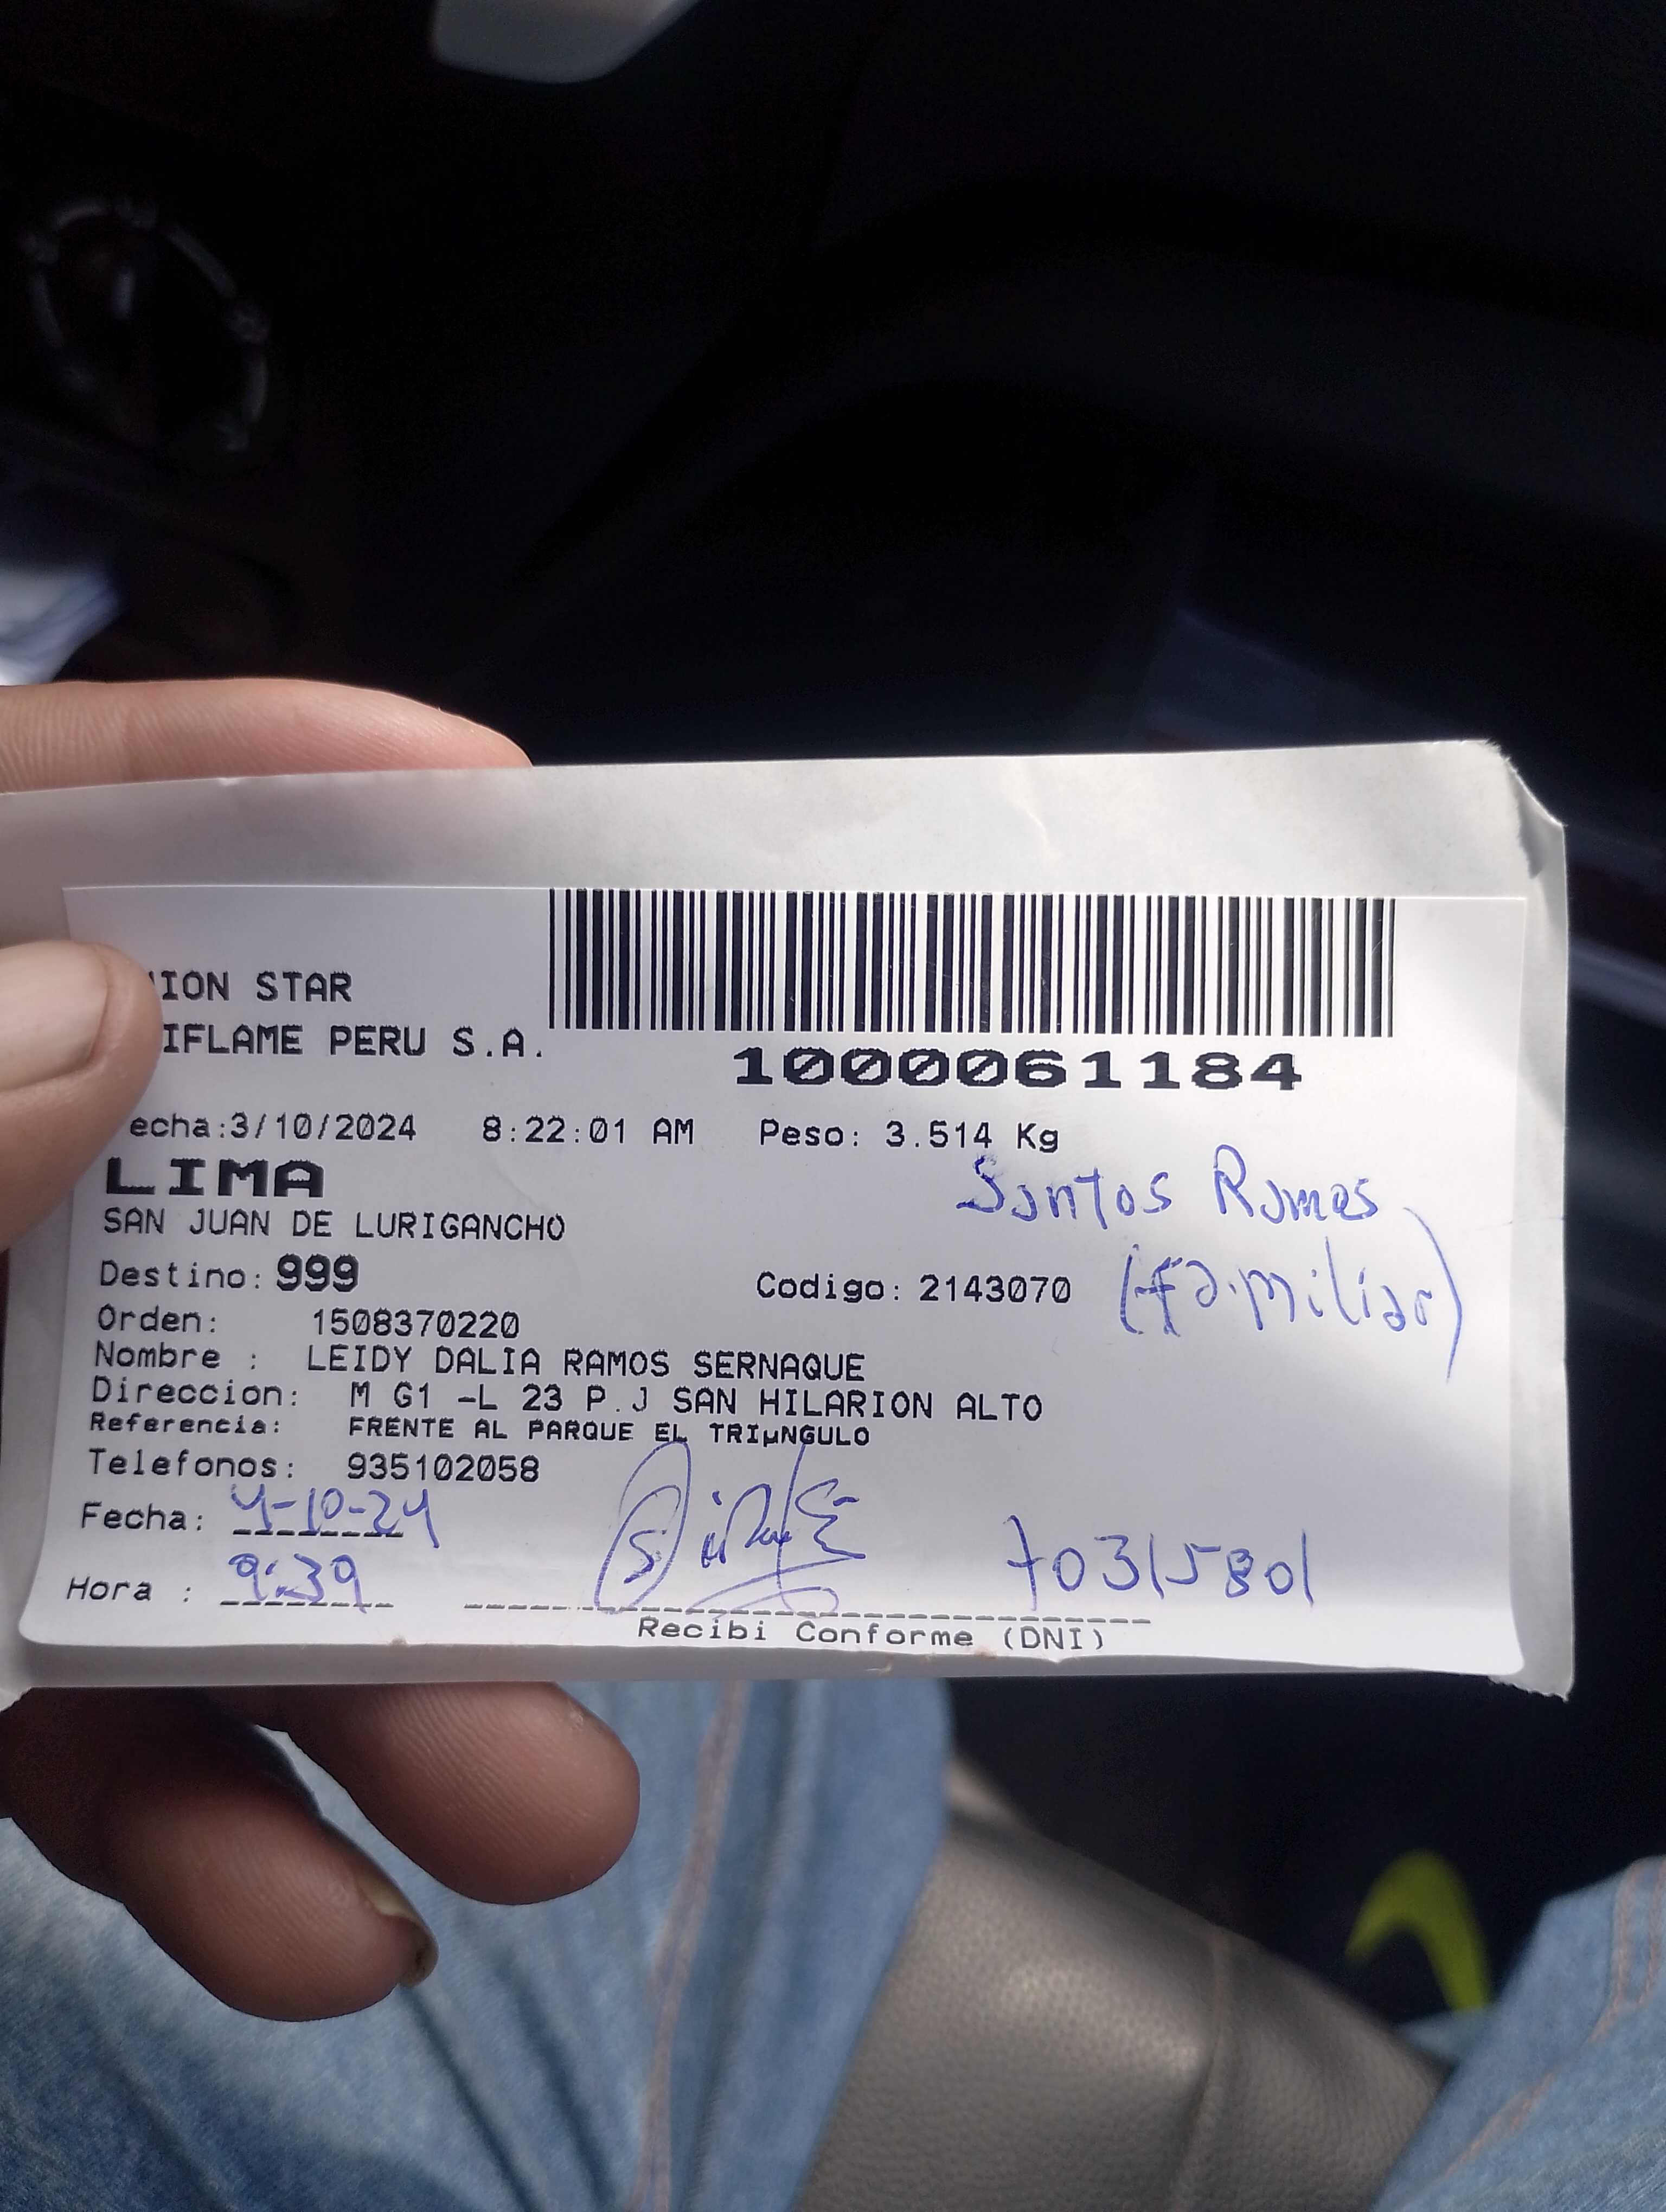 ION STAR
IFLAME PERU S.A.
1000061184
echa:3/10/2024 8:22:01 AM Peso: 3.514 Kg
LIMA
Santos Ramos
SAN JUAN DE LURIGANCHO
(familiar)
Destino: 999 Codigo: 2143070
Orden: 1508370220
Nombre : LEIDY DALIA RAMOS SERNAQUE
Direccion: M G1 -L 23 P.J SAN HILARION ALTO
Referencia: FRENTE AL PARQUE EL TRIµNGULO
Telefonos: 935102058
Fecha: 4-10-24
Hora : 9:39 70315801
Recibi Conforme (DNI)